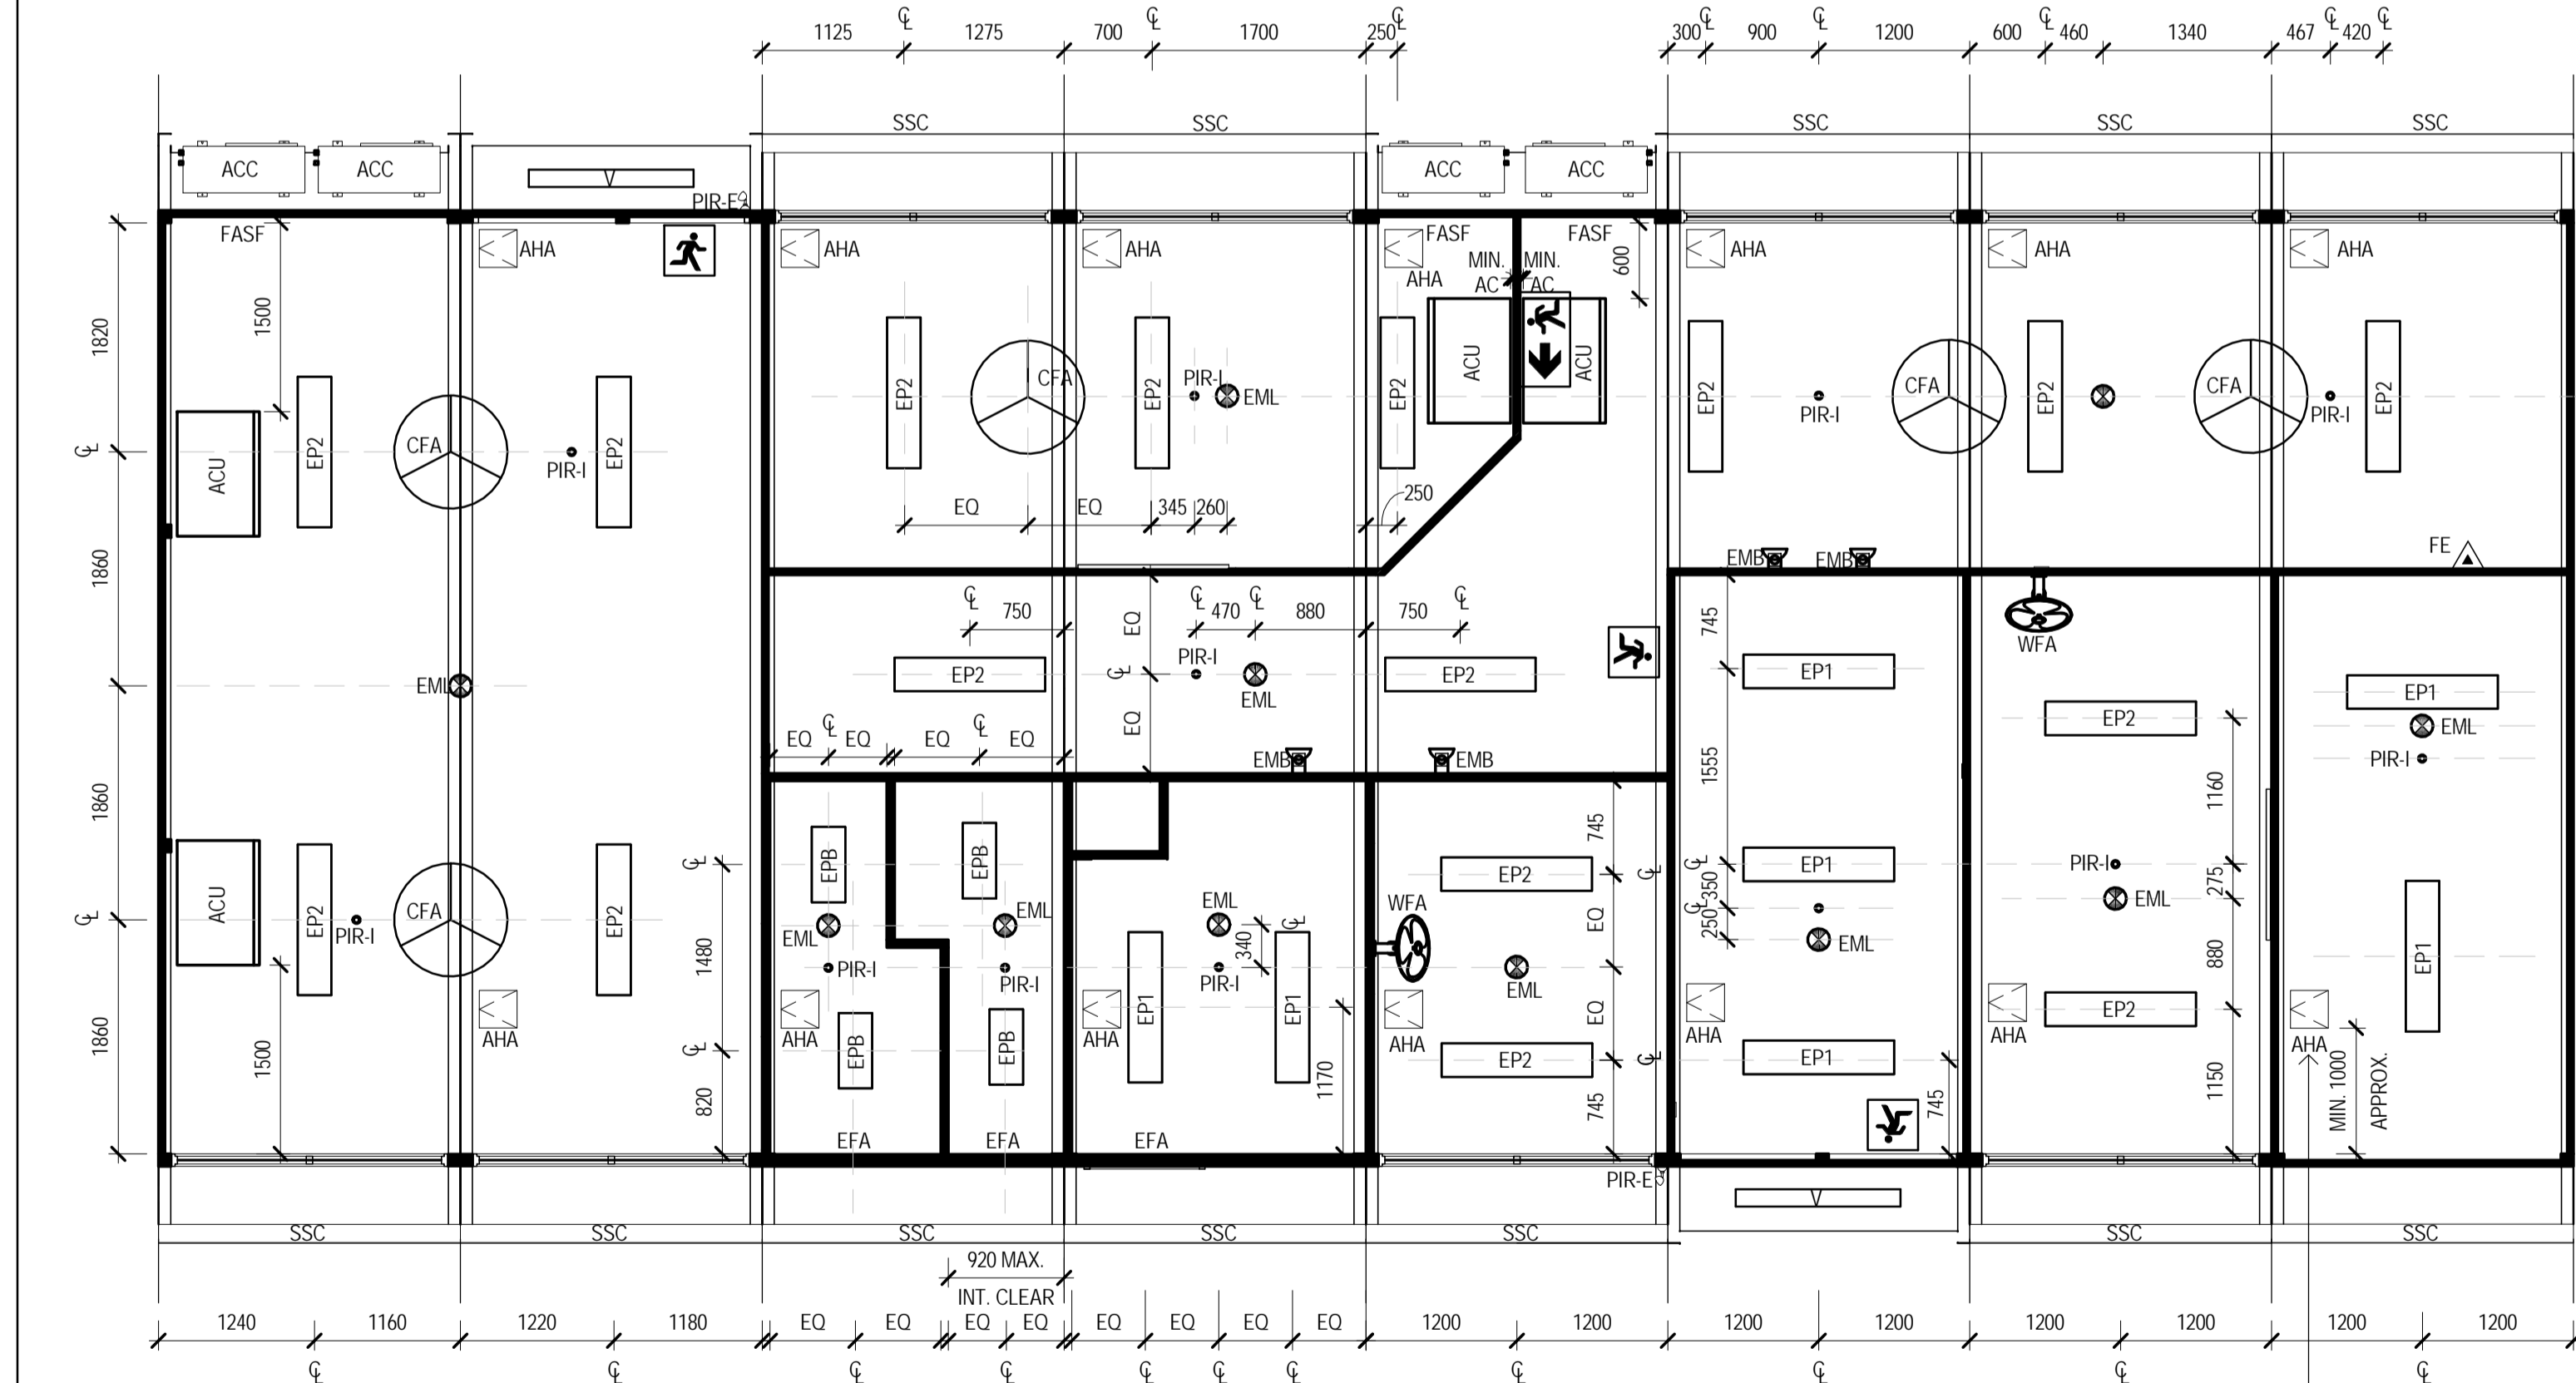 1125 1275 700 1700 250 300 900 1200 600 460 1340 467 420
SSC SSC SSC SSC SSC
ACC ACC ACC ACC
V
PIR-E
FASF AHA AHA AHA FASF FASF AHA AHA AHA
AHA
MIN. MIN.
AC AC
600
1500
1820
ACU ACU
EP2 CFA EP2 PIR-I EML EP2 EP2 CFA EP2 CFA EP2
PIR-I PIR-I
ACU EP2 CFA EP2
PIR-I
EQ EQ 345 260 250
FE
EMB EMB
1860
750 470 880 750
EQ
745
WFA
PIR-I
EP2 EP2 EP1 EP1
EML EML
EP2 EML
EQ EQ EQ EQ EQ
EMB EMB
PIR-I
1555 1160
1860
745
EPB EPB
EP2 EP1 PIR-I
350 275
ACU EP2 CFA EP2
PIR-I
EML EML EML WFA EML
EML
250
1480 340 EQ 880
PIR-I PIR-I PIR-I
EML
EP1 EP1 EP1
AHA AHA AHA AHA AHA AHA AHA
EP2
EPB EPB EP2 EP1
EQ
1860
1500
820 1170 745 745 1150
MIN. 1000
APPROX.
EFA EFA EFA
PIR-E
V
SSC SSC SSC SSC SSC SSC SSC
920 MAX.
INT. CLEAR
1240 1160 1220 1180 EQ EQ EQ EQ EQ EQ EQ EQ 1200 1200 1200 1200 1200 1200 1200 1200